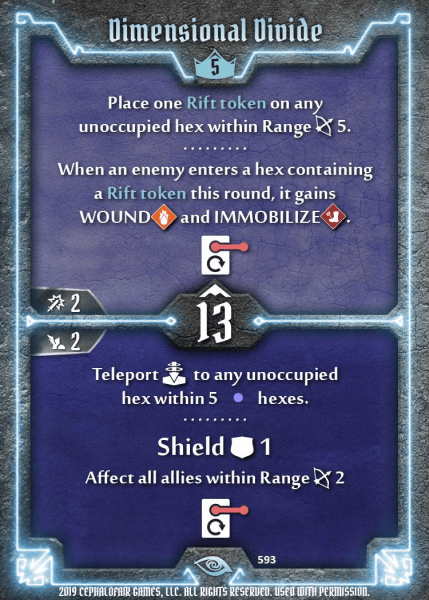 Dimensional Divide
5
Place one Rift token on any
unoccupied hex within Range 5.
When an enemy enters a hex containing
a Rift token this round, it gains
WOUND and IMMOBILIZE.
2
13
2
Teleport to any unoccupied
hex within 5 hexes.
Shield 1
Affect all allies within Range 2
593
2019 CEPHALOFAIR GAMES, LLC. ALL RIGHTS RESERVED. USED WITH PERMISSION.